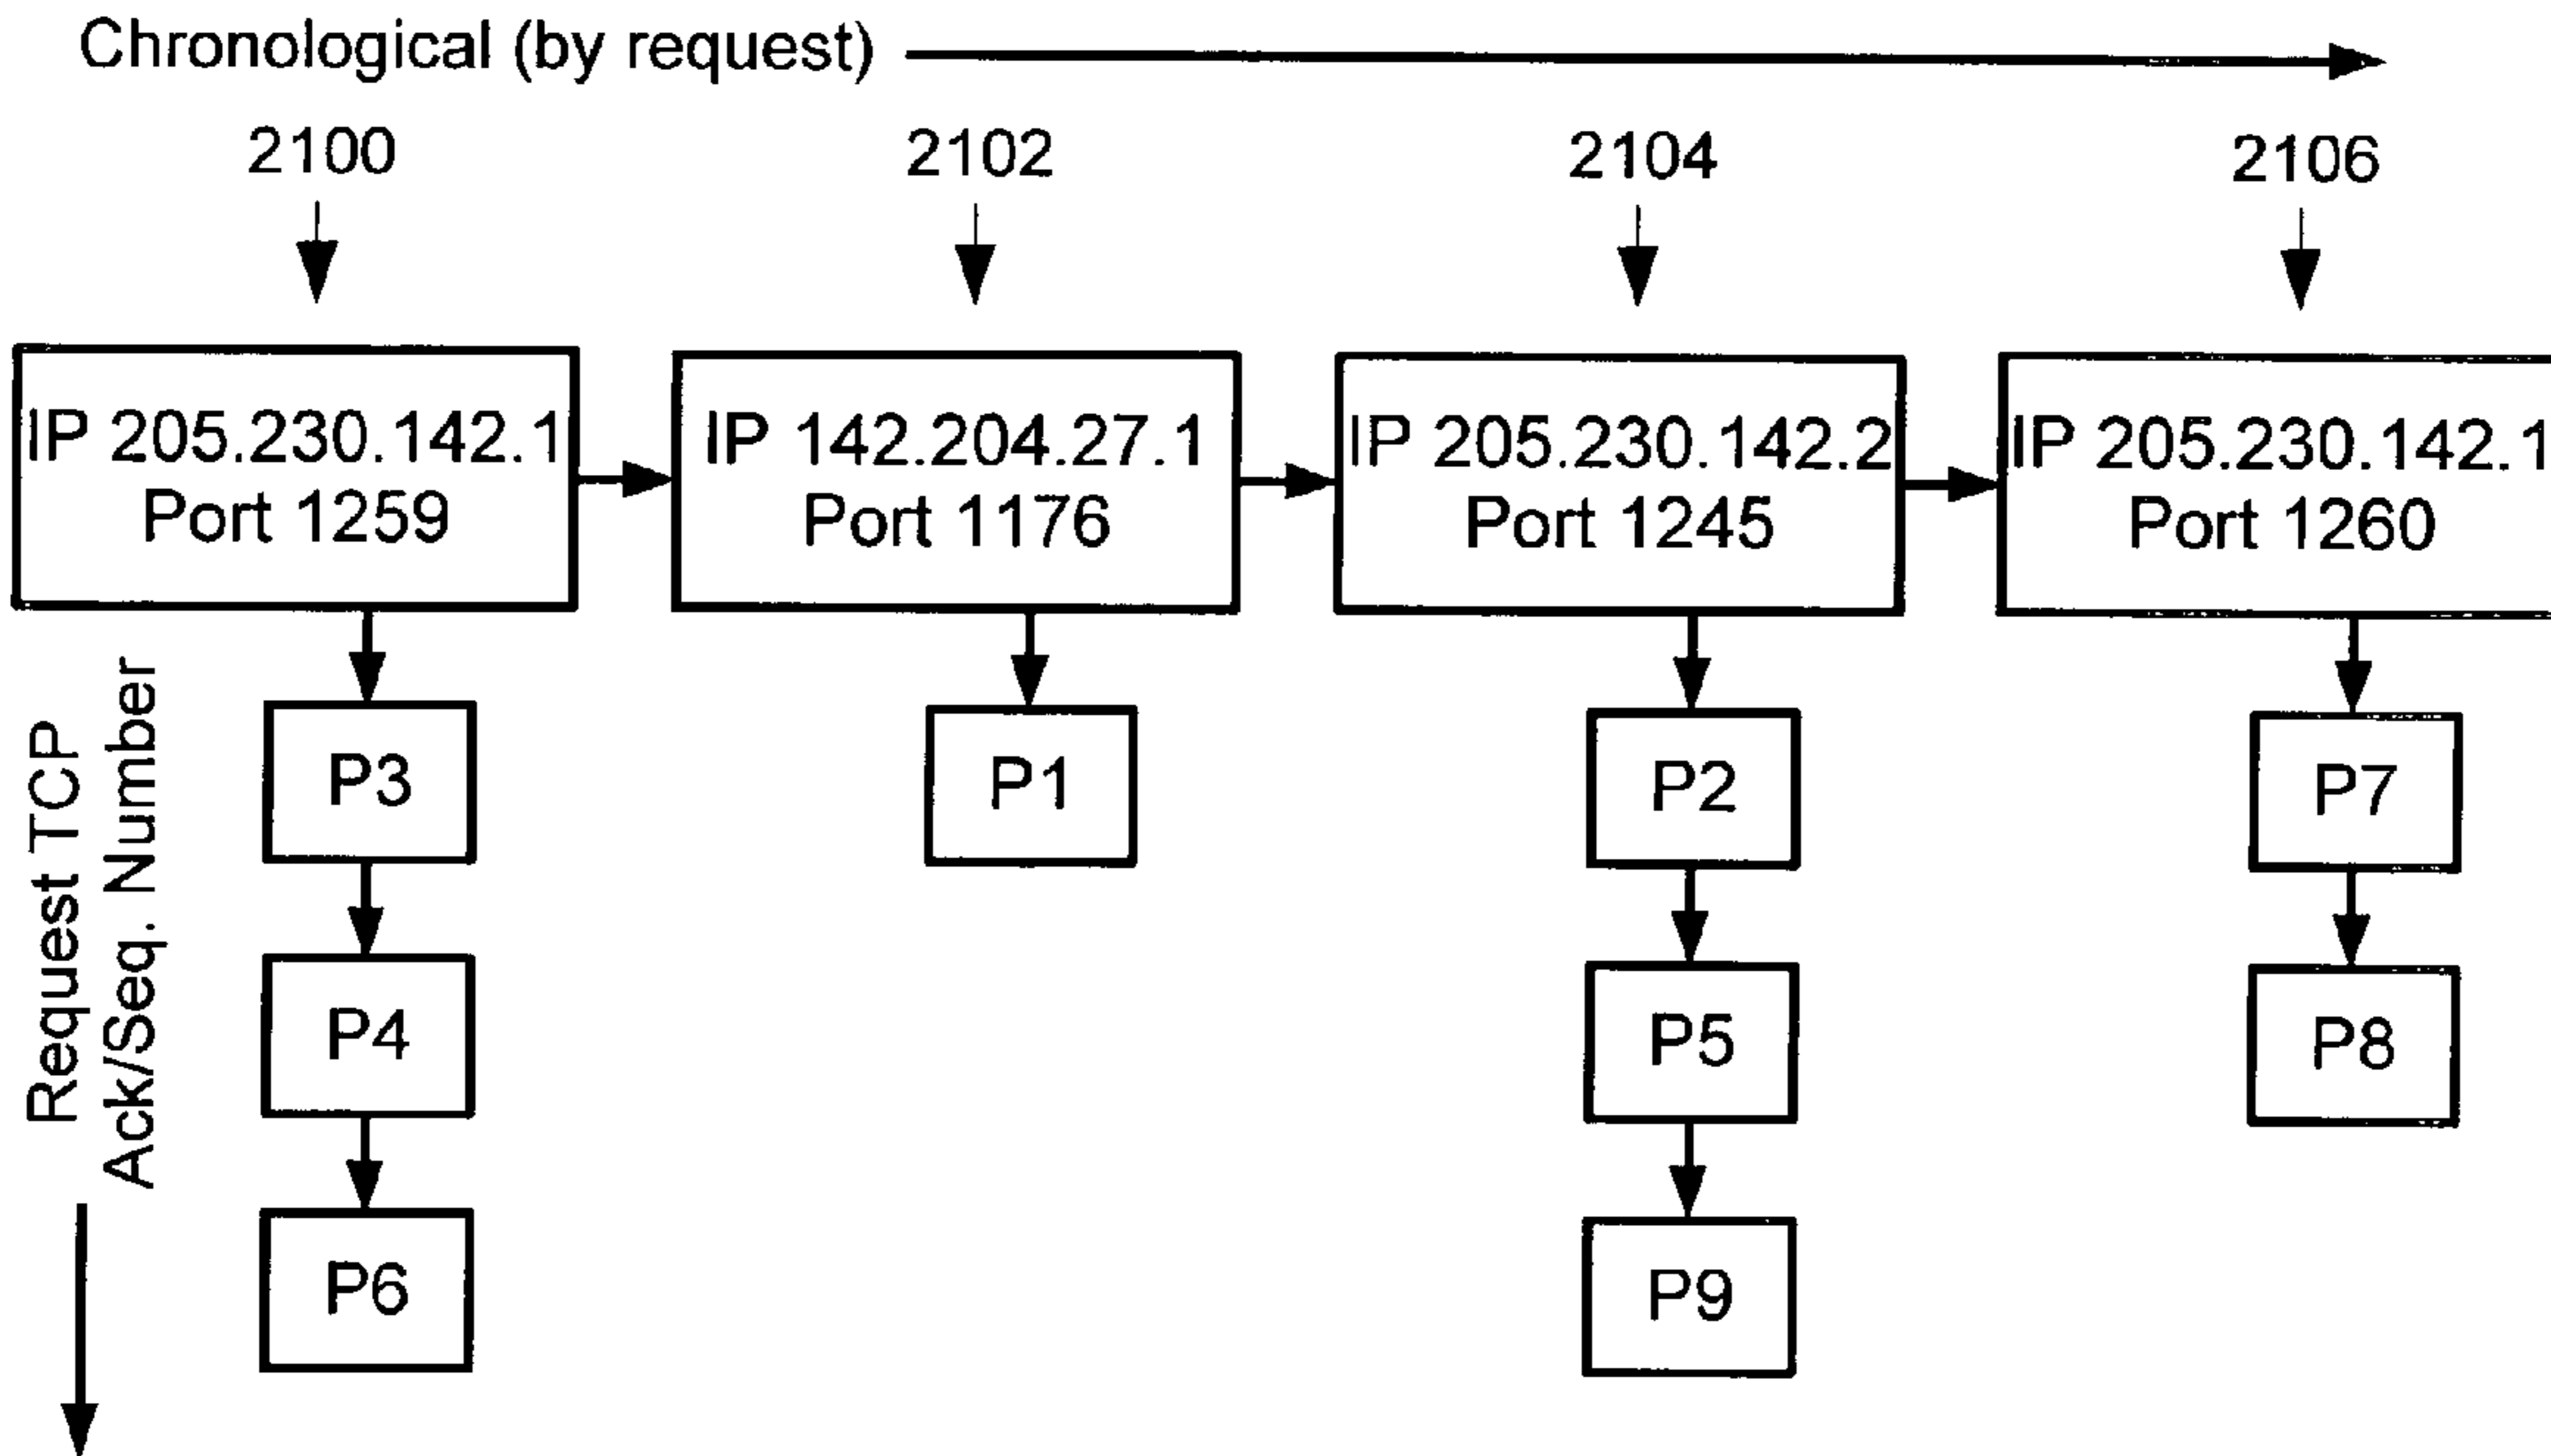 Chronological (by request)
2100
2102
2104
2106
IP 205.230.142.1
Port 1259
IP 142.204.27.1
Port 1176
IP 205.230.142.2
Port 1245
IP 205.230.142.1
Port 1260
Request TCP
Ack/Seq. Number
P3
P1
P2
P7
P4
P5
P8
P6
P9